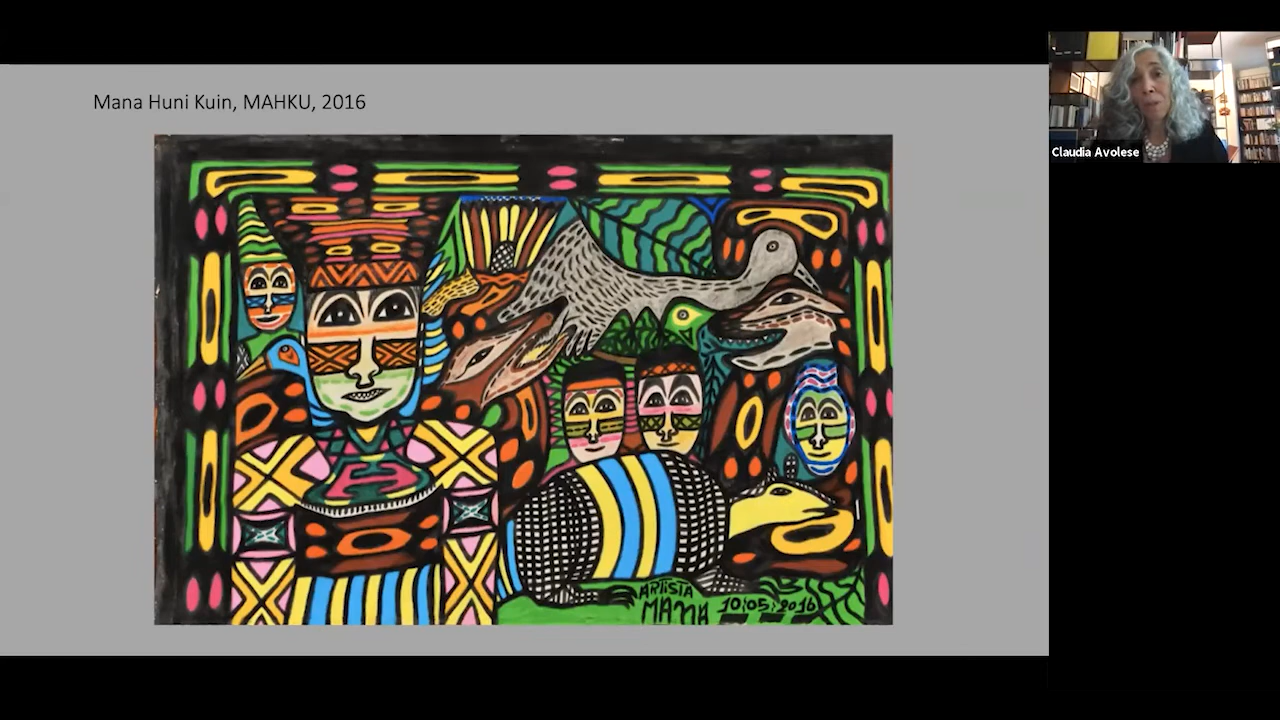 Mana Huni Kuin, MAHKU, 2016
Claudia Avolese
ARTISTA
MANA 10/05/2016